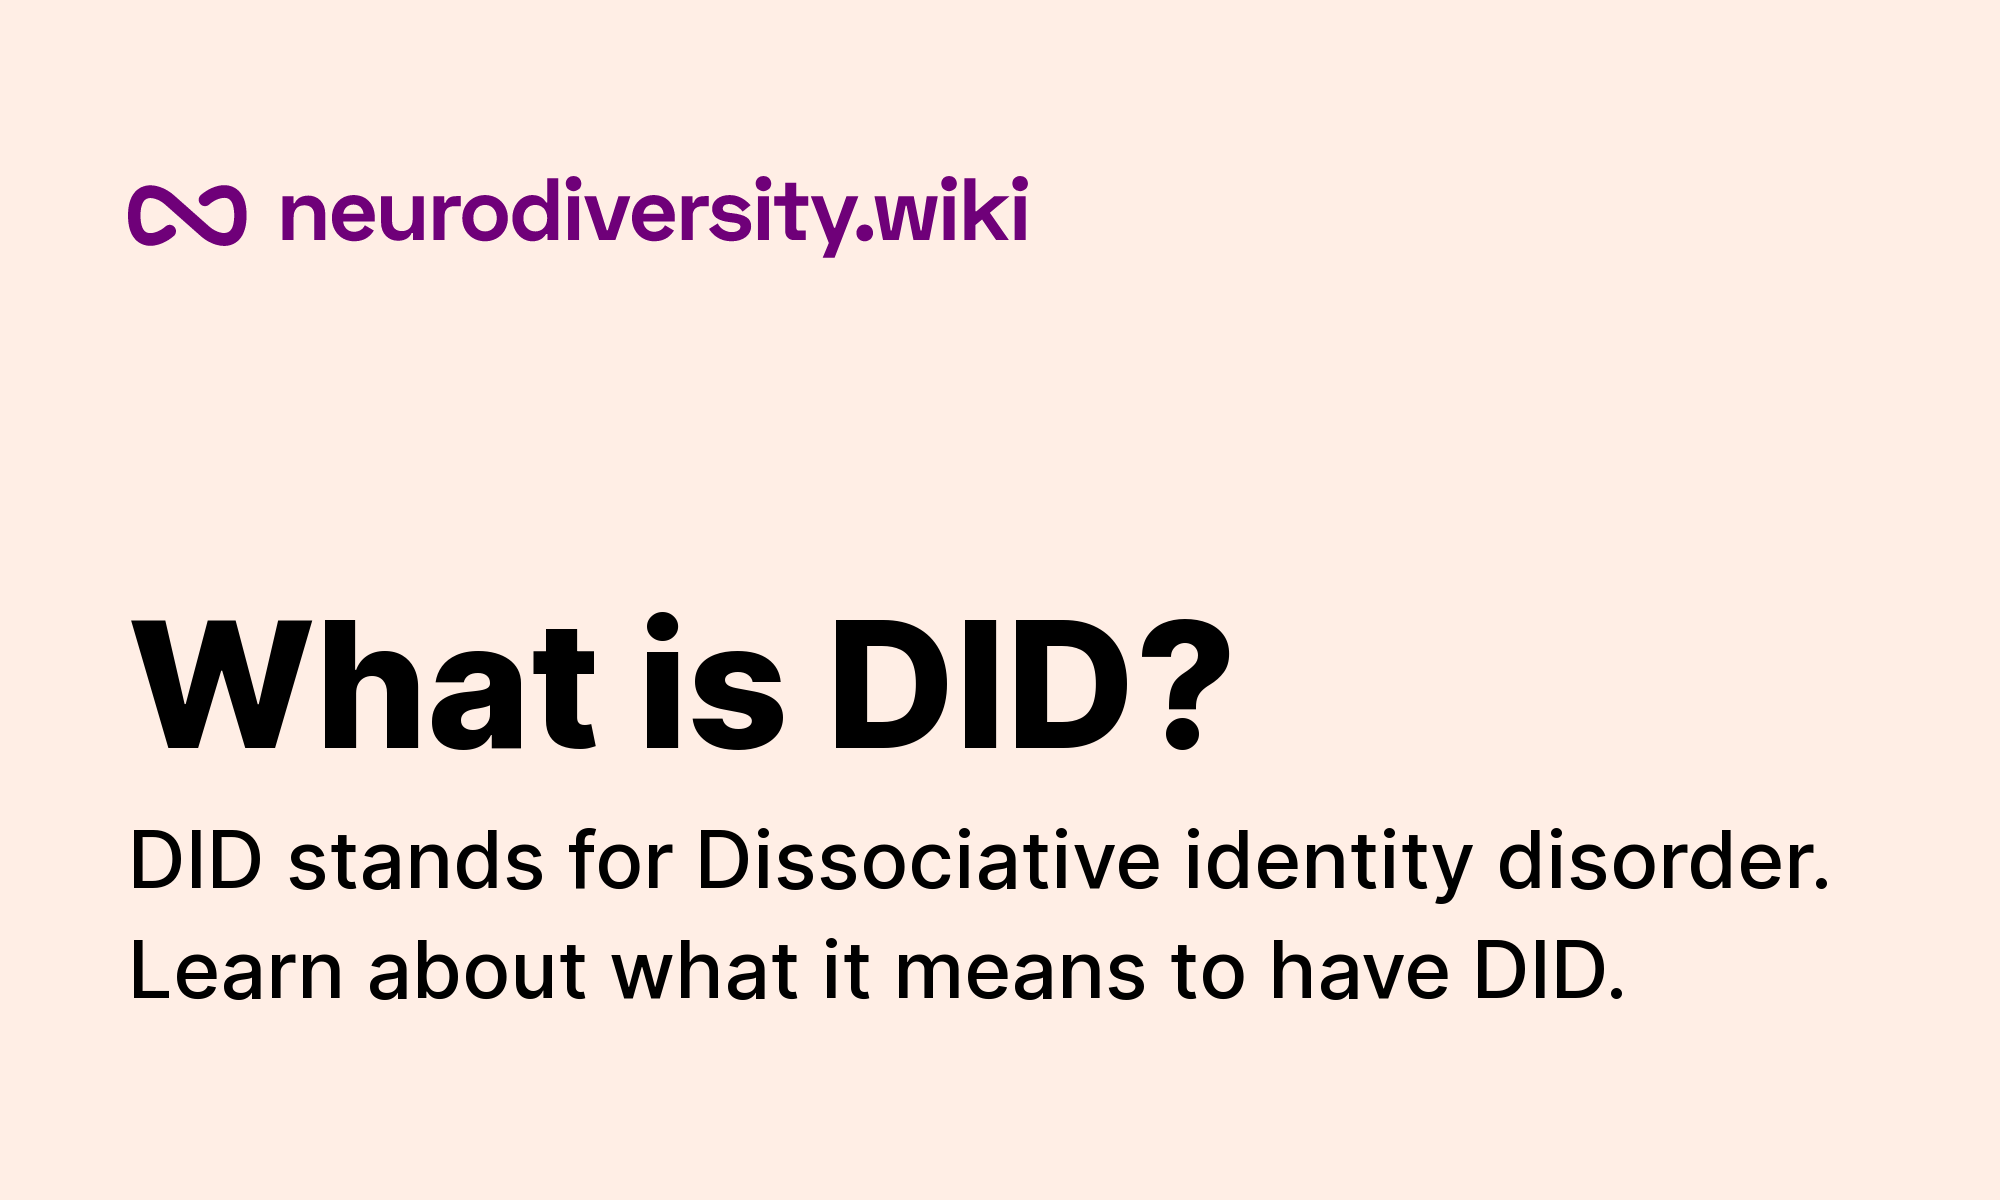 neurodiversity.wiki
What is DID?
DID stands for Dissociative identity disorder.
Learn about what it means to have DID.